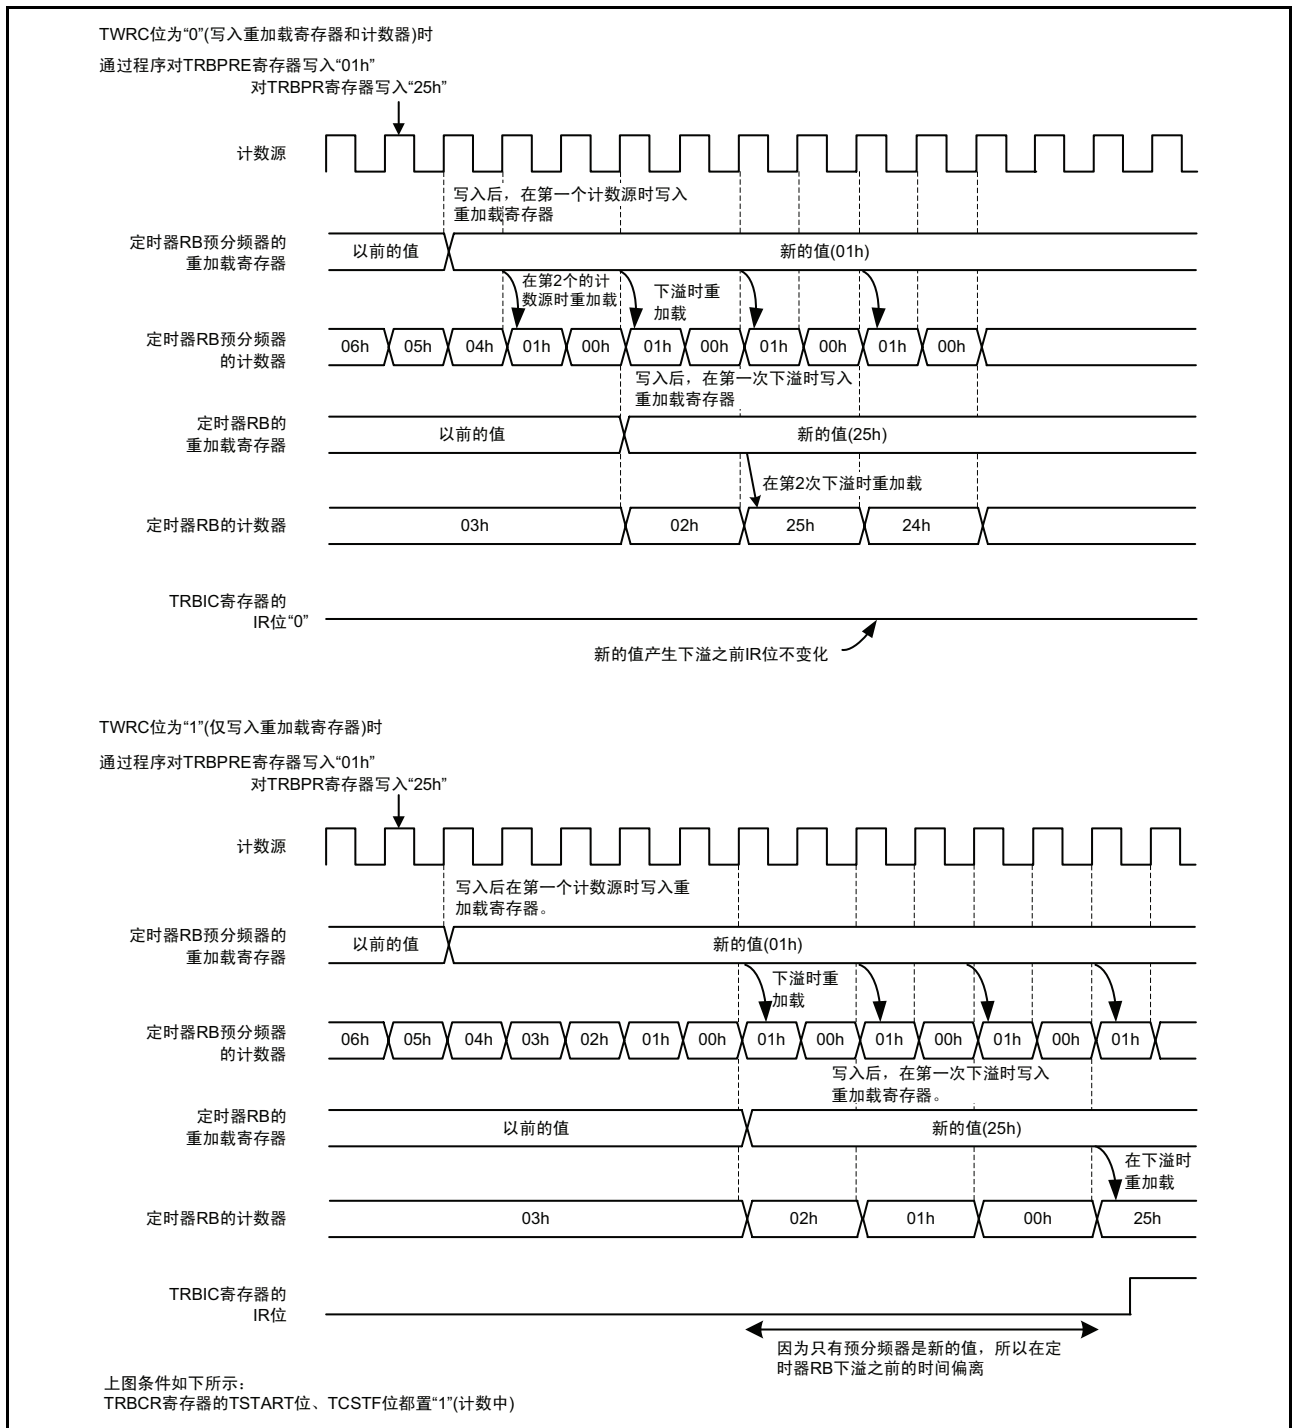 TWRC位为“0”(写入重加载寄存器和计数器)时
通过程序对TRBPRE寄存器写入“01h”
对TRBPR寄存器写入“25h”
计数源
写入后，在第一个计数源时写入
重加载寄存器
定时器RB预分频器的
重加载寄存器
以前的值
新的值(01h)
在第2个的计
数源时重加载
下溢时重
加载
定时器RB预分频器
的计数器
06h 05h 04h 01h 00h 01h 00h 01h 00h 01h 00h
写入后，在第一次下溢时写入
重加载寄存器
定时器RB的
重加载寄存器
以前的值
新的值(25h)
在第2次下溢时重加载
定时器RB的计数器
03h 02h 25h 24h
TRBIC寄存器的
IR位“0”
新的值产生下溢之前IR位不变化
TWRC位为“1”(仅写入重加载寄存器)时
通过程序对TRBPRE寄存器写入“01h”
对TRBPR寄存器写入“25h”
计数源
写入后在第一个计数源时写入重
加载寄存器。
定时器RB预分频器的
重加载寄存器
以前的值
新的值(01h)
下溢时重
加载
定时器RB预分频器
的计数器
06h 05h 04h 03h 02h 01h 00h 01h 00h 01h 00h 01h 00h 01h
写入后，在第一次下溢时写入
重加载寄存器。
定时器RB的
重加载寄存器
以前的值
新的值(25h)
在下溢时
重加载
定时器RB的计数器
03h 02h 01h 00h 25h
TRBIC寄存器的
IR位
因为只有预分频器是新的值，所以在定
时器RB下溢之前的时间偏离
上图条件如下所示：
TRBCR寄存器的TSTART位、TCSTF位都置“1”(计数中)